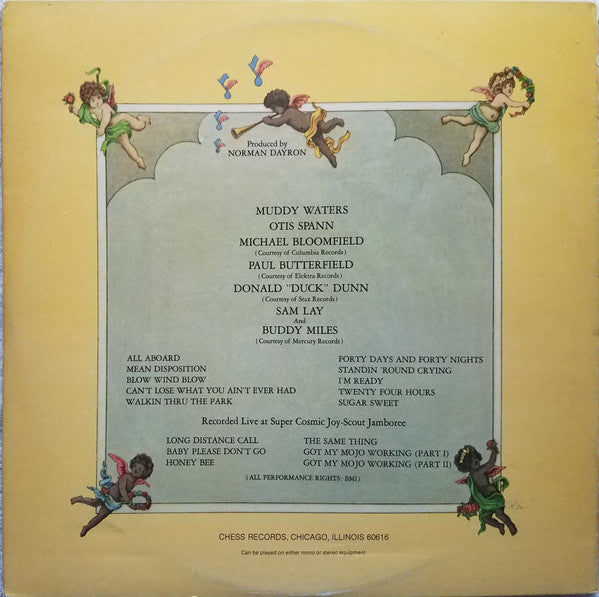 Produced by
NORMAN DAYRON
MUDDY WATERS
OTIS SPANN
MICHAEL BLOOMFIELD
(Courtesy of Columbia Records)
PAUL BUTTERFIELD
(Courtesy of Elektra Records)
DONALD "DUCK" DUNN
(Courtesy of Stax Records)
SAM LAY
And
BUDDY MILES
(Courtesy of Mercury Records)
ALL ABOARD
MEAN DISPOSITION
BLOW WIND BLOW
CAN'T LOSE WHAT YOU AIN'T EVER HAD
WALKIN THRU THE PARK
FORTY DAYS AND FORTY NIGHTS
STANDIN 'ROUND CRYING
I'M READY
TWENTY FOUR HOURS
SUGAR SWEET
Recorded Live at Super Cosmic Joy-Scout Jamboree
LONG DISTANCE CALL
BABY PLEASE DON'T GO
HONEY BEE
THE SAME THING
GOT MY MOJO WORKING (PART I)
GOT MY MOJO WORKING (PART II)
(ALL PERFORMANCE RIGHTS: BMI)
CHESS RECORDS, CHICAGO, ILLINOIS 60616
Can be played on either mono or stereo equipment